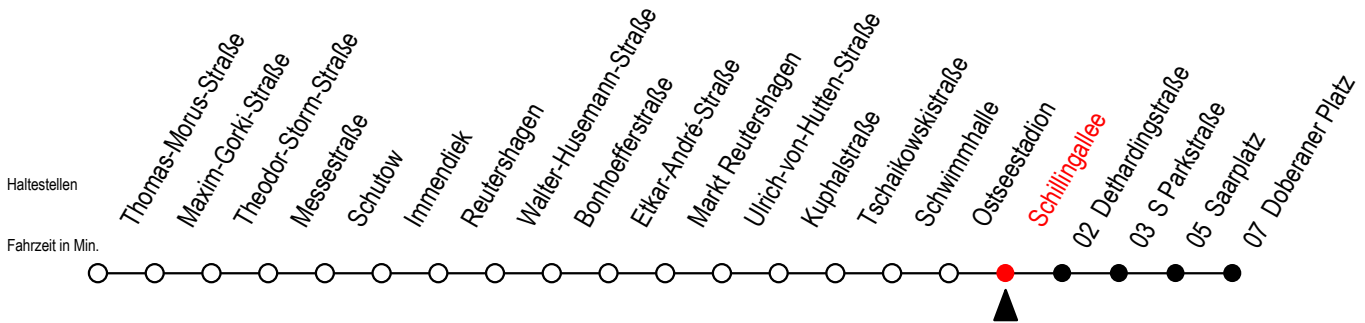 Haltestellen
Fahrzeit in Min.
Thomas-Morus-Straße
Maxim-Gorki-Straße
Theodor-Storm-Straße
Messestraße
Schutow
Immendiek
Reutershagen
Walter-Husemann-Straße
Bonhoefferstraße
Etkar-André-Straße
Markt Reutershagen
Ulrich-von-Hutten-Straße
Kuphalstraße
Tschaikowskistraße
Schwimmhalle
Ostseestadion
Schillingallee
02 Dethardingstraße
03 S Parkstraße
05 Saarplatz
07 Doberaner Platz